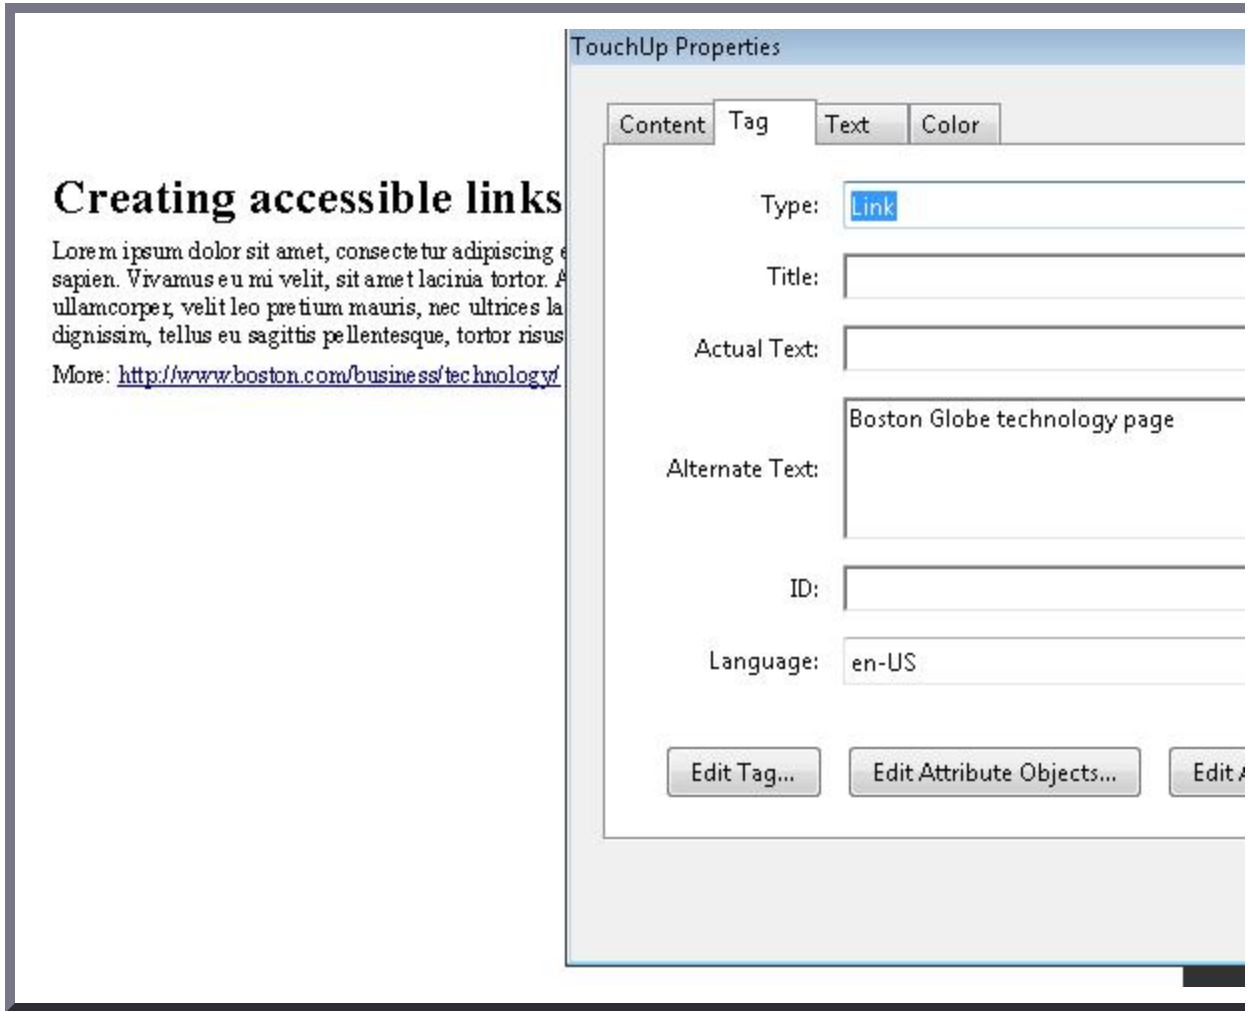 TouchUp Properties
Content Tag Text Color
Creating accessible links
Lorem ipsum dolor sit amet, consectetur adipiscing
sapien. Vivamus eu mi velit, sit amet lacinia tortor. A
ullamcorper, velit leo pretium mauris, nec ultrices la
dignissim, tellus eu sagittis pellentesque, tortor risus
More: http://www.boston.com/business/technology/
Type: Link
Title:
Actual Text:
Alternate Text: Boston Globe technology page
ID:
Language: en-US
Edit Tag... Edit Attribute Objects... Edit